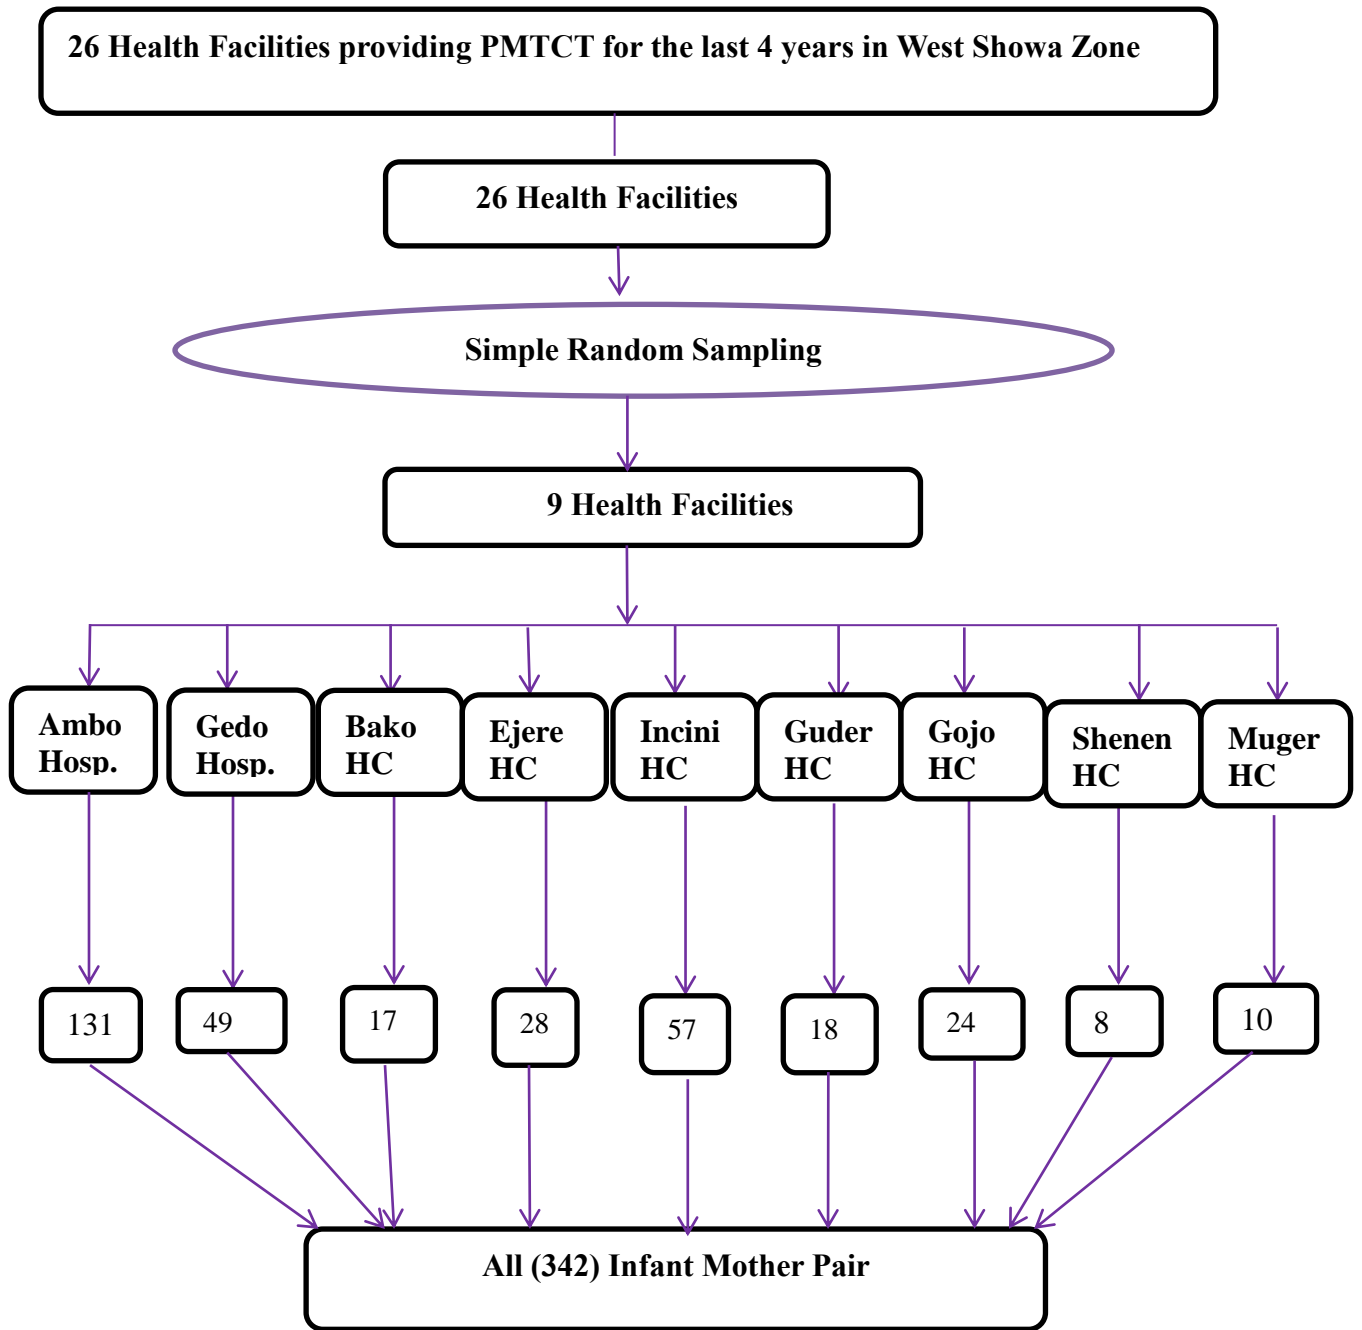 26 Health Facilities providing PMTCT for the last 4 years in West Showa Zone
26 Health Facilities
Simple Random Sampling
9 Health Facilities
Ambo
Hosp.
Gedo
Hosp.
Bako
HC
Ejere
HC
Incini
HC
Guder
HC
Gojo
HC
Shenen
HC
Muger
HC
131
49
17
28
57
18
24
8
10
All (342) Infant Mother Pair